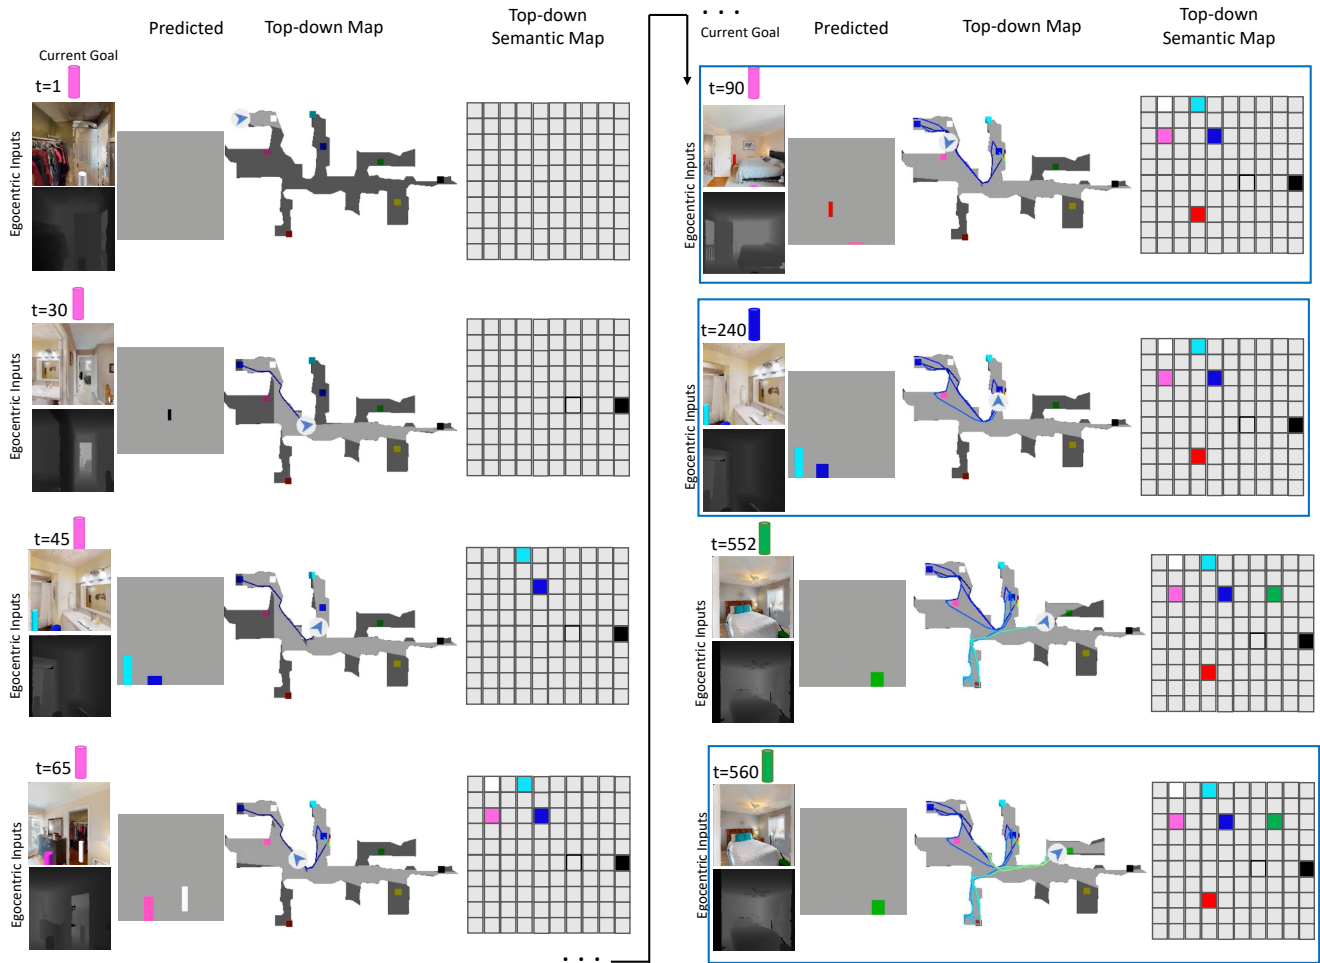 Predicted
Top-down Map
Top-down
Semantic Map
Current Goal
t=1
Egocentric Inputs
t=30
Egocentric Inputs
t=45
Egocentric Inputs
t=65
Egocentric Inputs
. . .
. . .
Current Goal
Predicted
Top-down Map
Top-down
Semantic Map
t=90
Egocentric Inputs
t=240
Egocentric Inputs
t=552
Egocentric Inputs
t=560
Egocentric Inputs